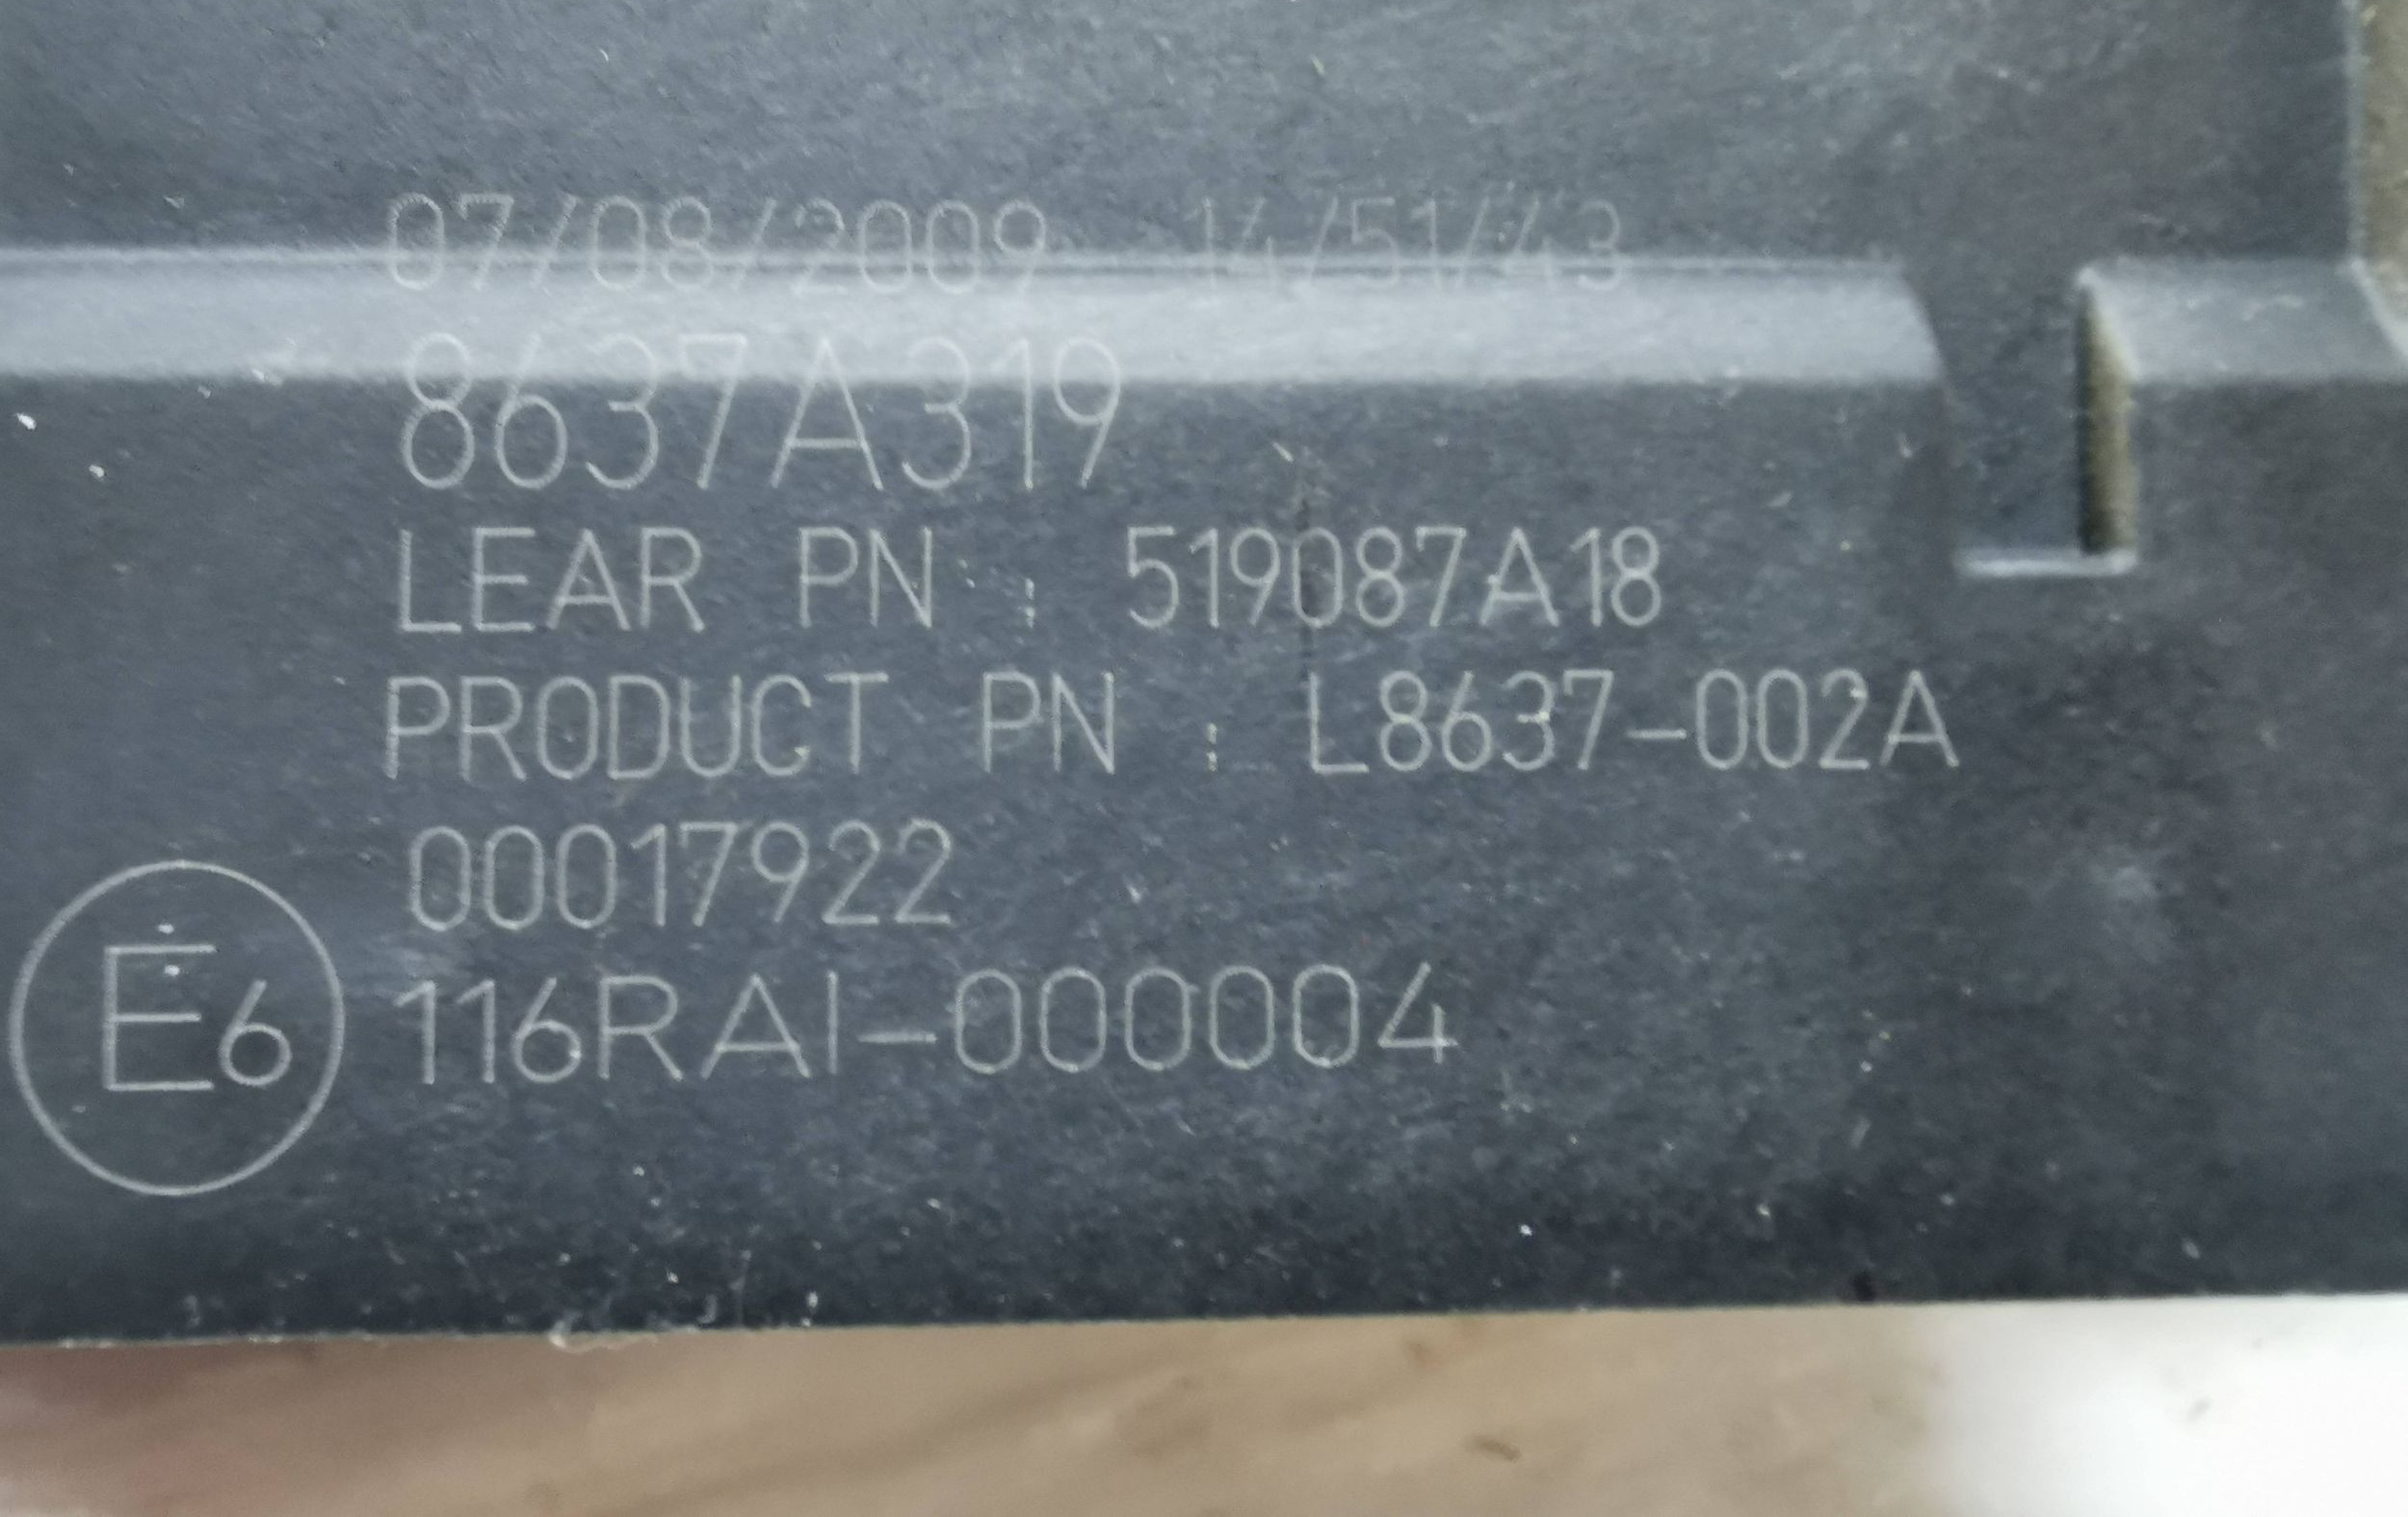 07/08/2009 14/51/43
8637A319
LEAR PN : 519087A18
PRODUCT PN : L8637-002A
00017922
E6 116RAI-000004